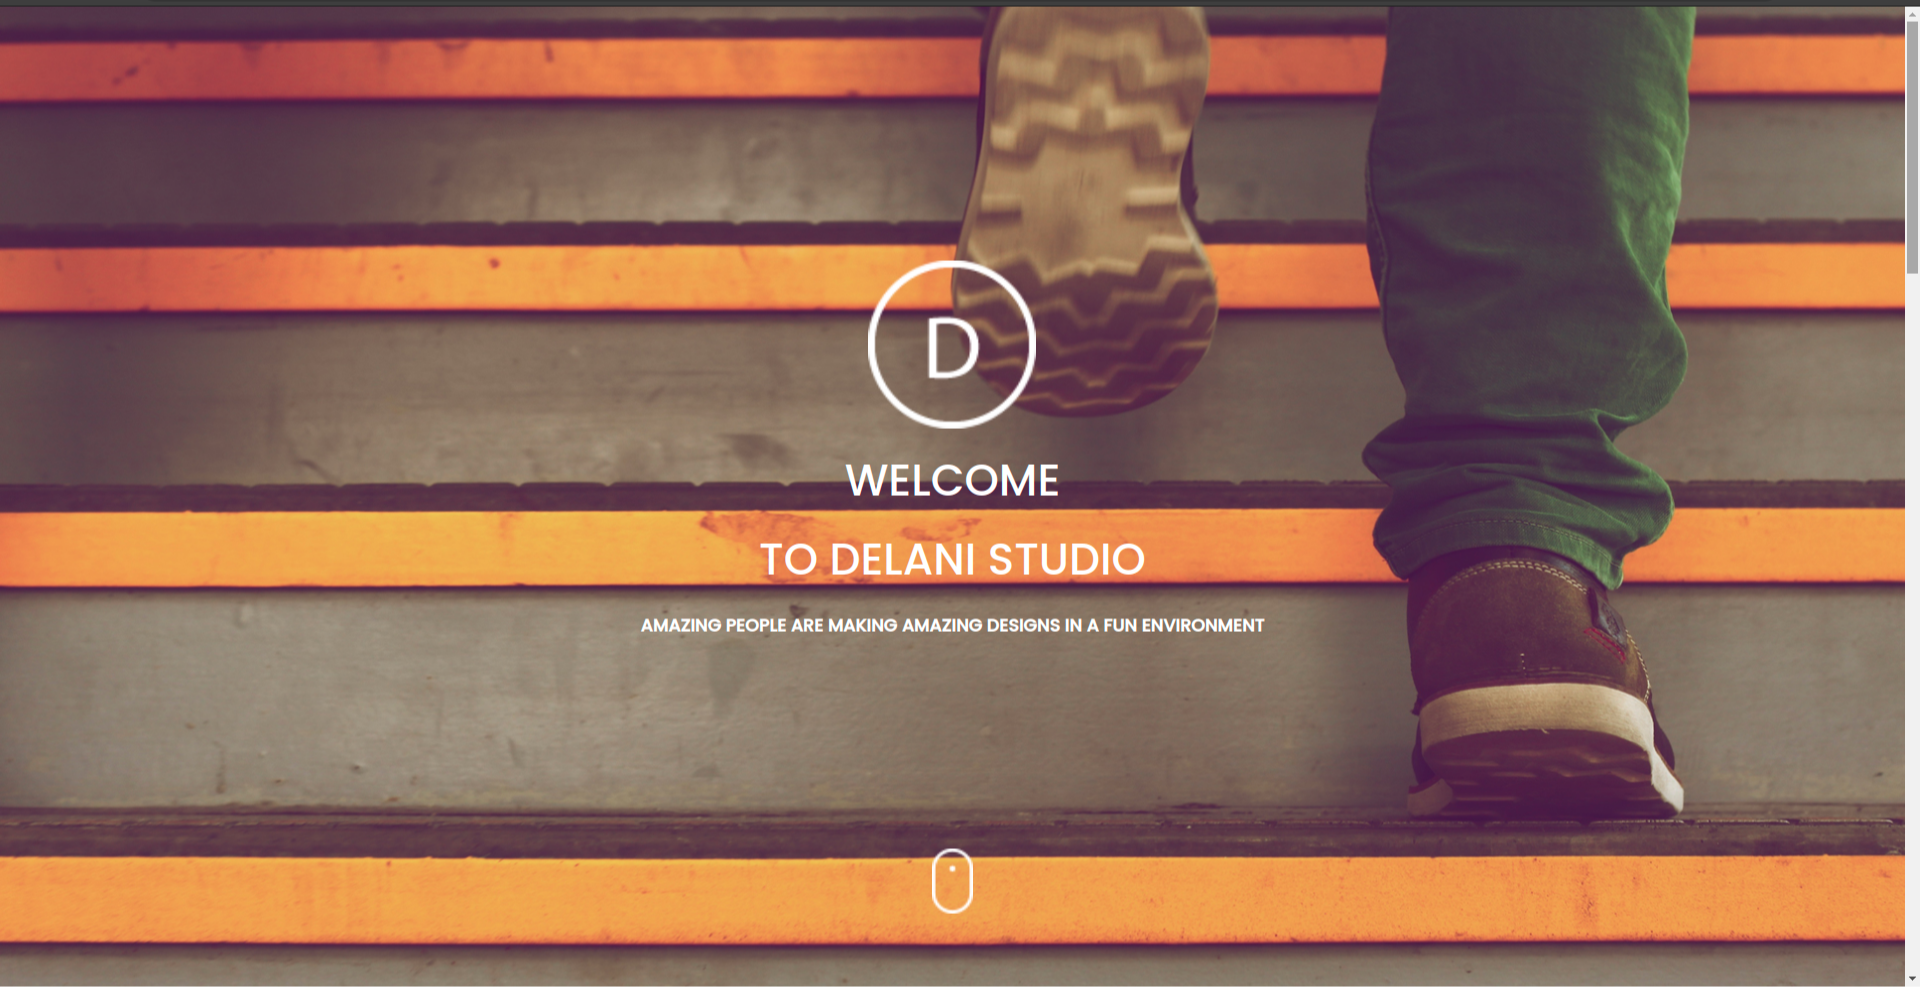 D
WELCOME
TO DELANI STUDIO
AMAZING PEOPLE ARE MAKING AMAZING DESIGNS IN A FUN ENVIRONMENT